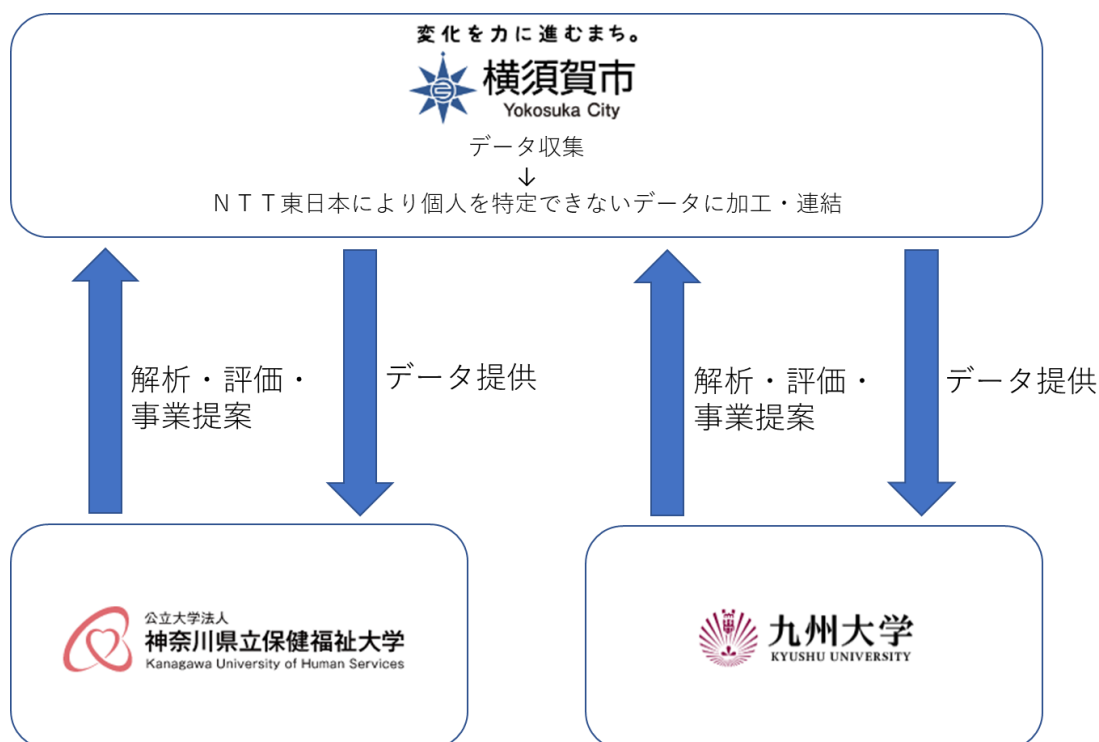 変化を力に進むまち。
横須賀市
Yokosuka City
データ収集
↓
ＮＴＴ東日本により個人を特定できないデータに加工・連結
解析・評価・
事業提案
データ提供
解析・評価・
事業提案
データ提供
公立大学法人
神奈川県立保健福祉大学
Kanagawa University of Human Services
九州大学
KYUSHU UNIVERSITY